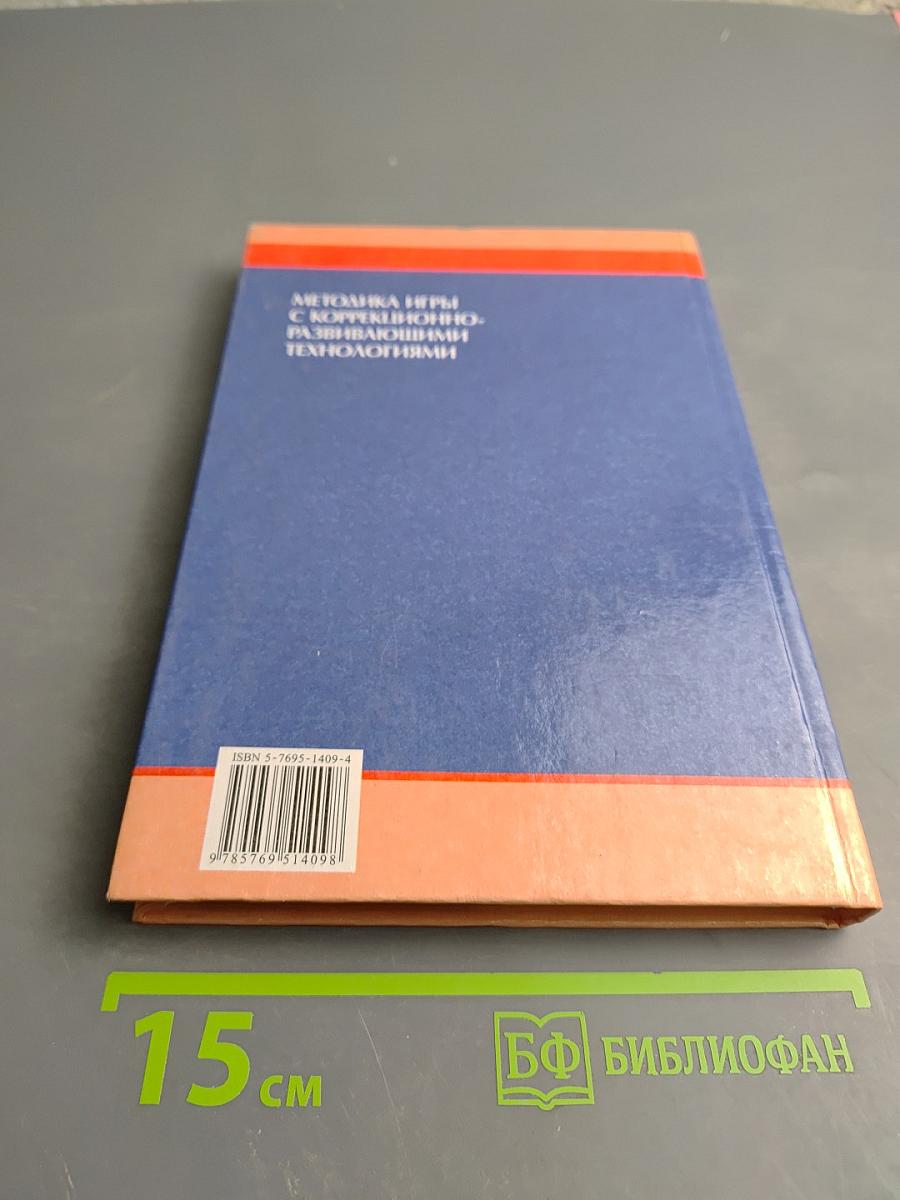 МЕТОДИКА ИГРЫ
С КОРРЕКЦИОННО-
РАЗВИВАЮЩИМИ
ТЕХНОЛОГИЯМИ
ISBN 5-7695-1409-4
9 785769 514098
15 см
БФ БИБЛИОФАН